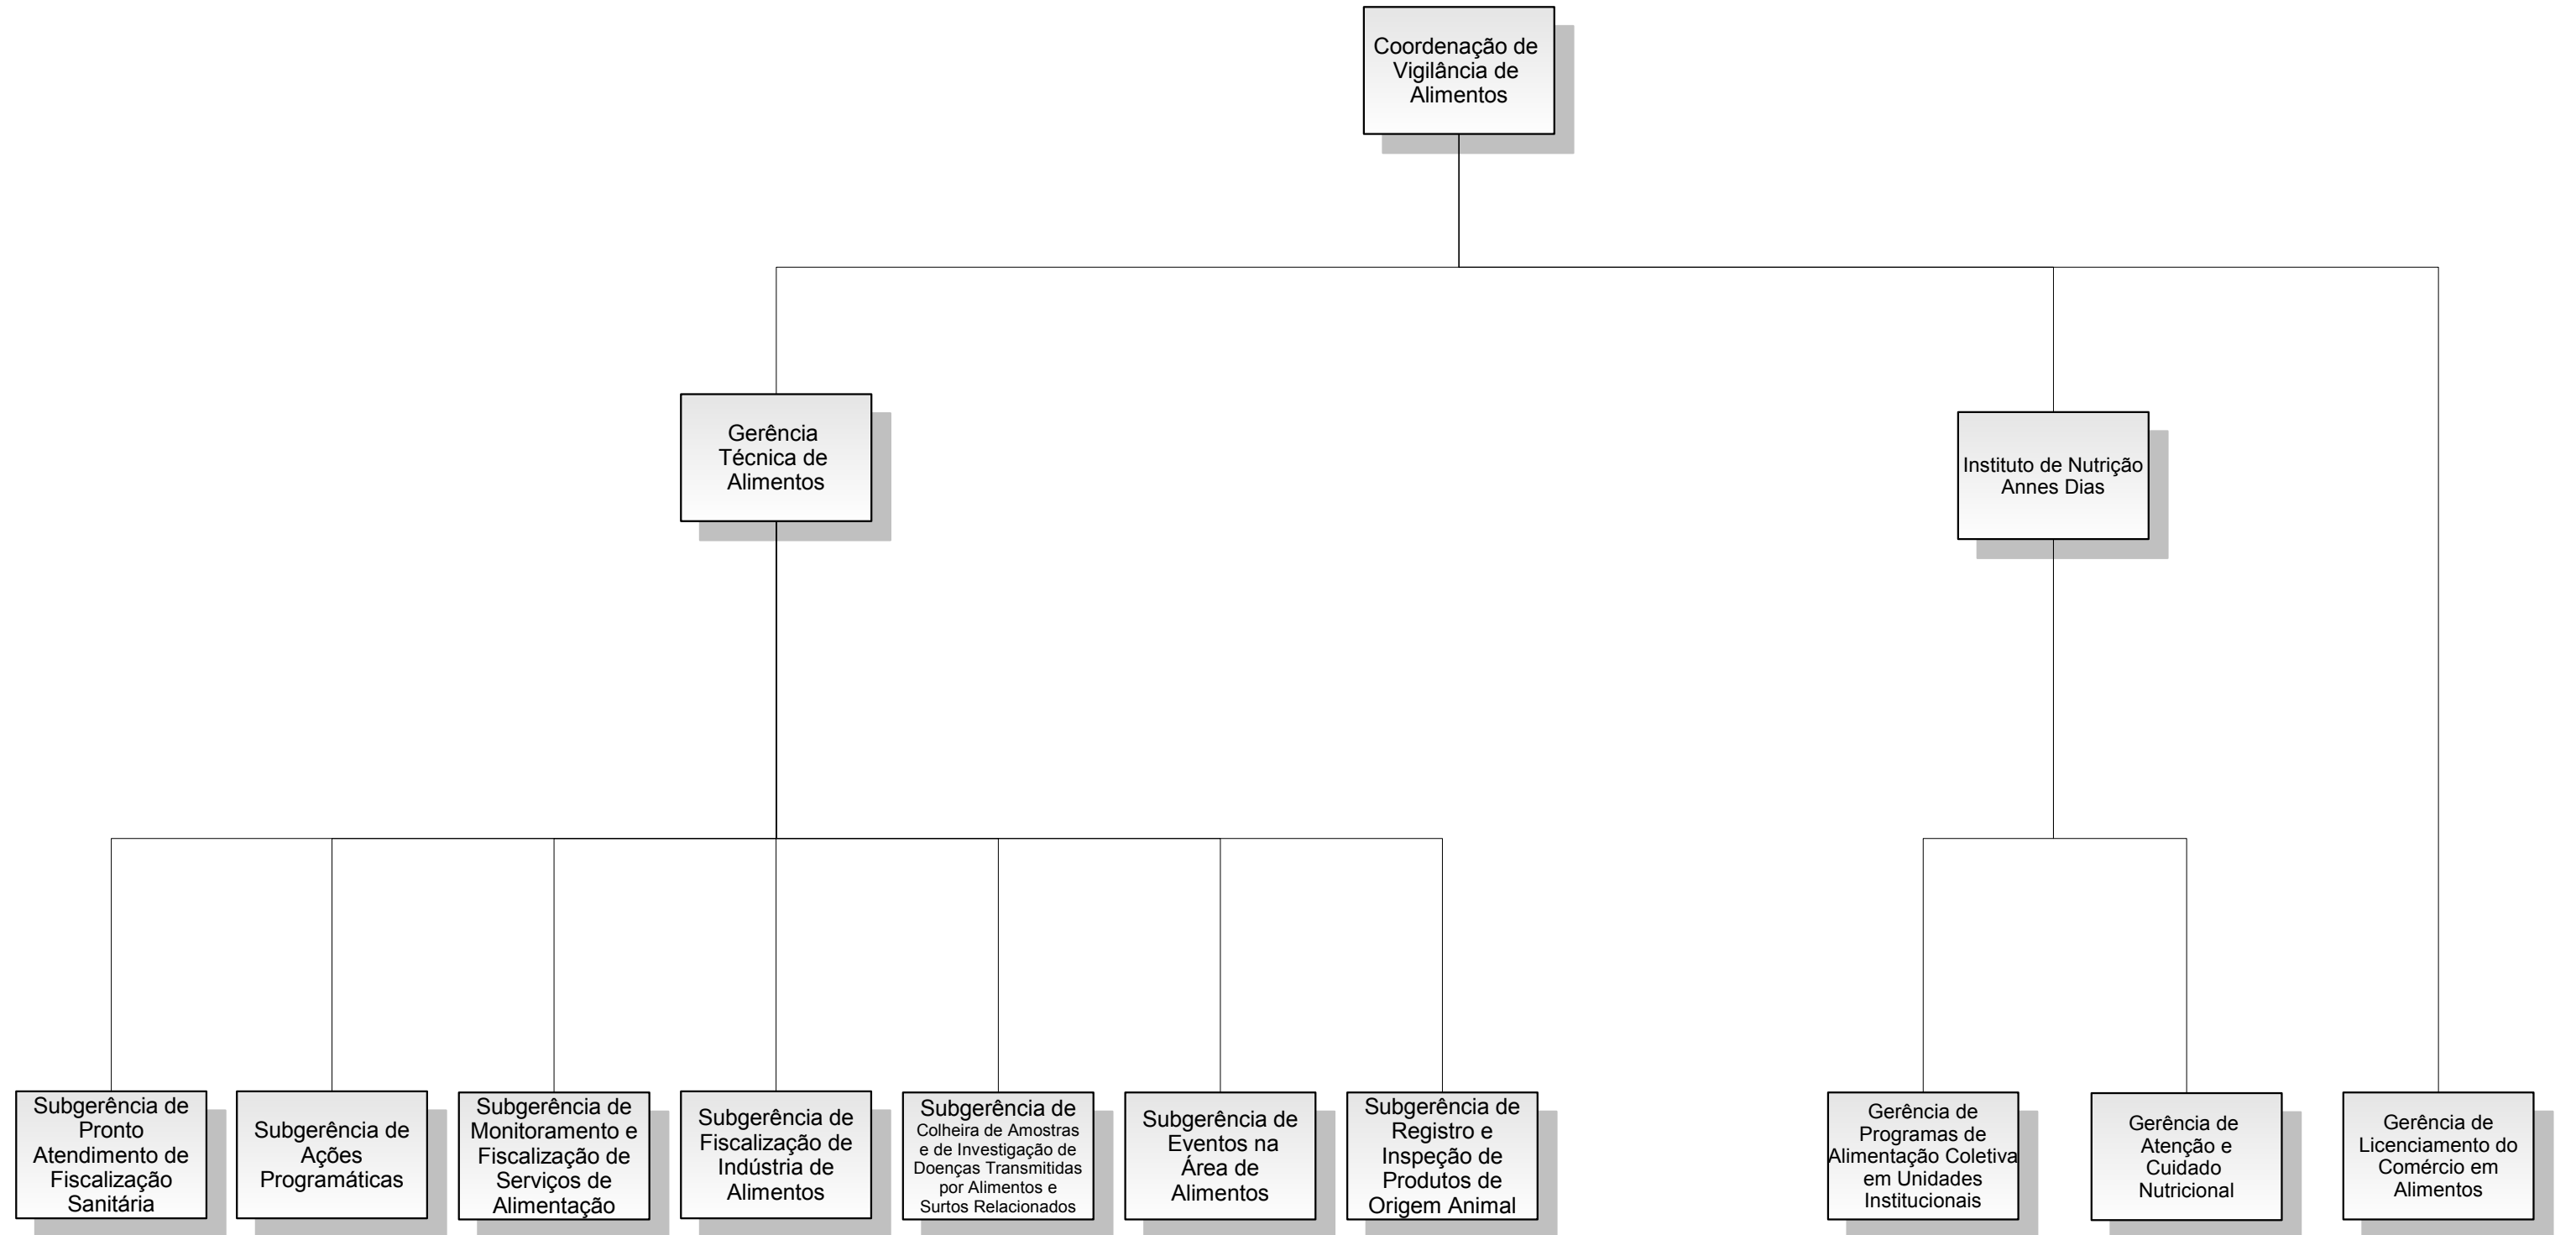 Coordenação de
Vigilância de
Alimentos
Gerência
Técnica de
Alimentos
Instituto de Nutrição
Annes Dias
Subgerência de
Pronto
Atendimento de
Fiscalização
Sanitária
Subgerência de
Ações
Programáticas
Subgerência de
Monitoramento e
Fiscalização de
Serviços de
Alimentação
Subgerência de
Fiscalização de
Indústria de
Alimentos
Subgerência de
Colheira de Amostras
e de Investigação de
Doenças Transmitidas
por Alimentos e
Surtos Relacionados
Subgerência de
Eventos na
Área de
Alimentos
Subgerência de
Registro e
Inspeção de
Produtos de
Origem Animal
Gerência de
Programas de
Alimentação Coletiva
em Unidades
Institucionais
Gerência de
Atenção e
Cuidado
Nutricional
Gerência de
Licenciamento do
Comércio em
Alimentos